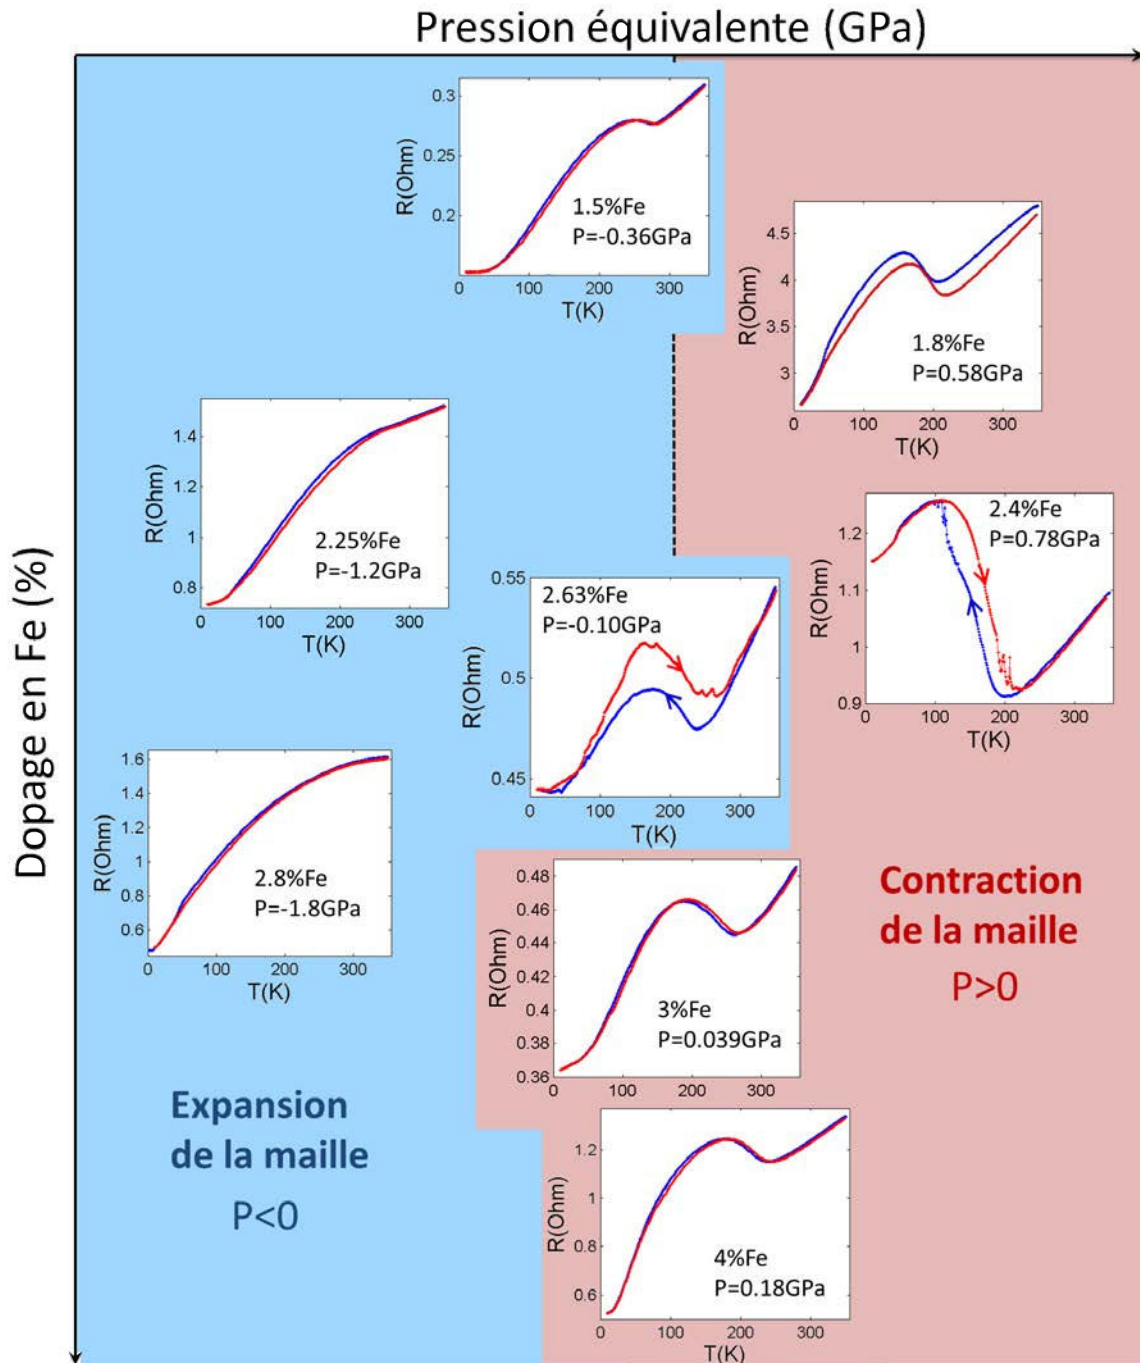 Pression équivalente (GPa)
Dopage en Fe (%)
0.3
0.25
0.2
R(Ohm)
1.5%Fe
P=-0.36GPa
0 100 200 300
T(K)
4.5
4
3.5
3
R(Ohm)
1.8%Fe
P=0.58GPa
0 100 200 300
T(K)
1.4
1.2
1
0.8
R(Ohm)
2.25%Fe
P=-1.2GPa
0 100 200 300
T(K)
1.2
1.1
1
0.9
R(Ohm)
2.4%Fe
P=0.78GPa
0 100 200 300
T(K)
0.55
0.5
0.45
R(Ohm)
2.63%Fe
P=-0.10GPa
0 100 200 300
T(K)
1.6
1.4
1.2
1
0.8
0.6
R(Ohm)
2.8%Fe
P=-1.8GPa
0 100 200 300
T(K)
0.48
0.46
0.44
0.42
0.4
0.38
0.36
R(Ohm)
3%Fe
P=0.039GPa
0 100 200 300
T(K)
Contraction
de la maille
P>0
Expansion
de la maille
P<0
1.2
1
0.8
0.6
R(Ohm)
4%Fe
P=0.18GPa
0 100 200 300
T(K)